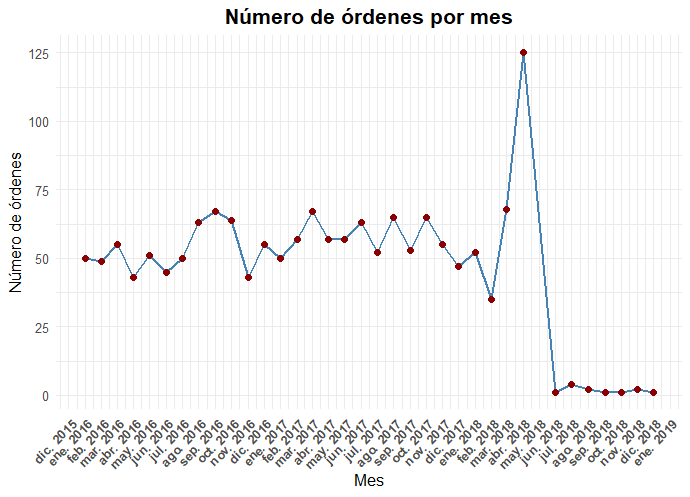 Número de órdenes por mes
Número de órdenes
125
100
75
50
25
0
dic. 2015
ene. 2016
feb. 2016
mar. 2016
abr. 2016
may. 2016
jun. 2016
jul. 2016
ago. 2016
sep. 2016
oct. 2016
nov. 2016
dic. 2016
ene. 2017
feb. 2017
mar. 2017
abr. 2017
may. 2017
jun. 2017
jul. 2017
ago. 2017
sep. 2017
oct. 2017
nov. 2017
dic. 2017
ene. 2018
feb. 2018
mar. 2018
abr. 2018
may. 2018
jun. 2018
jul. 2018
ago. 2018
sep. 2018
oct. 2018
nov. 2018
dic. 2018
ene. 2019
Mes